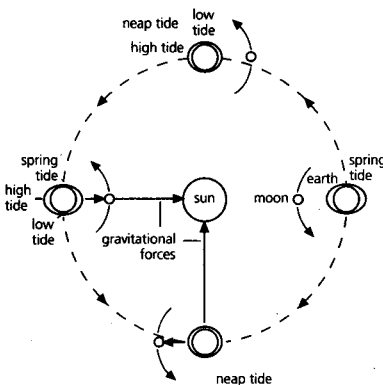 neap tide
low
tide
high tide
spring
tide
high
tide
low
tide
sun
gravitational
forces
moon
earth
spring
tide
neap tide